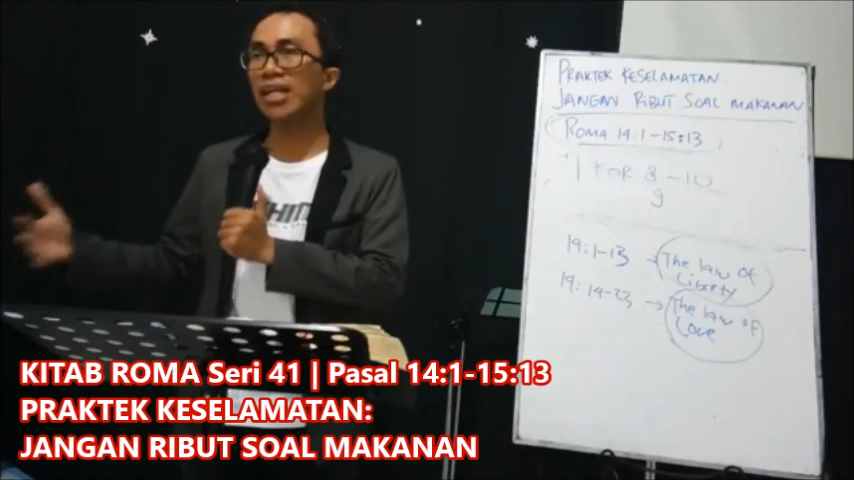 PRAKTEK KESELAMATAN:
JANGAN RIBUT SOAL MAKANAN
(ROMA 14:1-15:13)
1 KOR 8-10
9
14:1-13 → The law of
Liberty
14:14-23 → The law of
Love
KITAB ROMA Seri 41 | Pasal 14:1-15:13
PRAKTEK KESELAMATAN:
JANGAN RIBUT SOAL MAKANAN